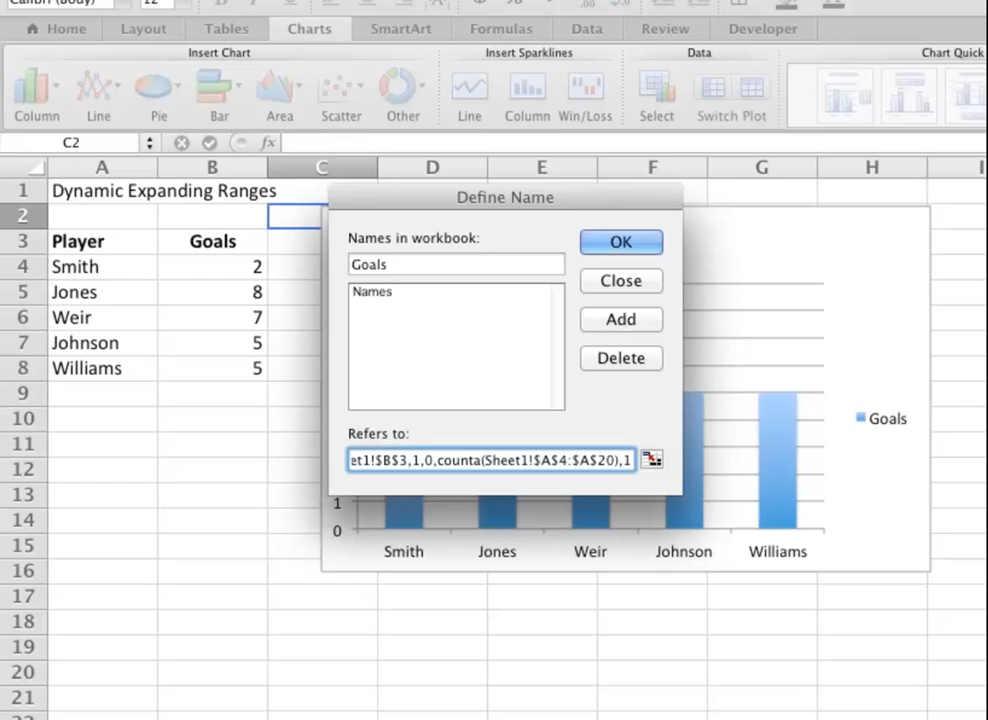 Calibri (Body) 12
Home Layout Tables Charts SmartArt Formulas Data Review Developer
Insert Chart Insert Sparklines Data Chart Quick
Column Line Pie Bar Area Scatter Other Line Column Win/Loss Select Switch Plot
C2 fx
A B C D E F G H I
1 Dynamic Expanding Ranges
2
3 Player Goals
4 Smith 2
5 Jones 8
6 Weir 7
7 Johnson 5
8 Williams 5
9
10
11
12
13
14
15
16
17
18
19
20
21
Define Name
Names in workbook:
Goals
Names
OK
Close
Add
Delete
Refers to:
et1!$B$3,1,0,counta(Sheet1!$A$4:$A$20),1
Goals
1
0
Smith Jones Weir Johnson Williams